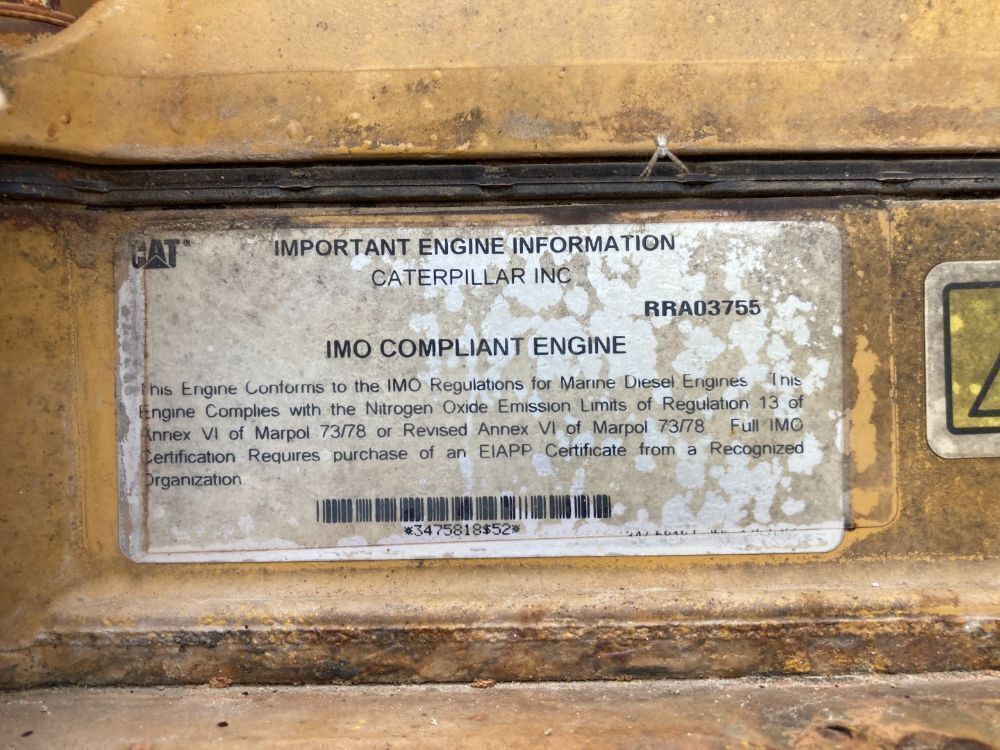 CAT®
IMPORTANT ENGINE INFORMATION
CATERPILLAR INC
RRA03755
IMO COMPLIANT ENGINE
This Engine Conforms to the IMO Regulations for Marine Diesel Engines This
Engine Complies with the Nitrogen Oxide Emission Limits of Regulation 13 of
Annex VI of Marpol 73/78 or Revised Annex VI of Marpol 73/78 Full IMO
Certification Requires purchase of an EIAPP Certificate from a Recognized
Organization
*3475818$52*